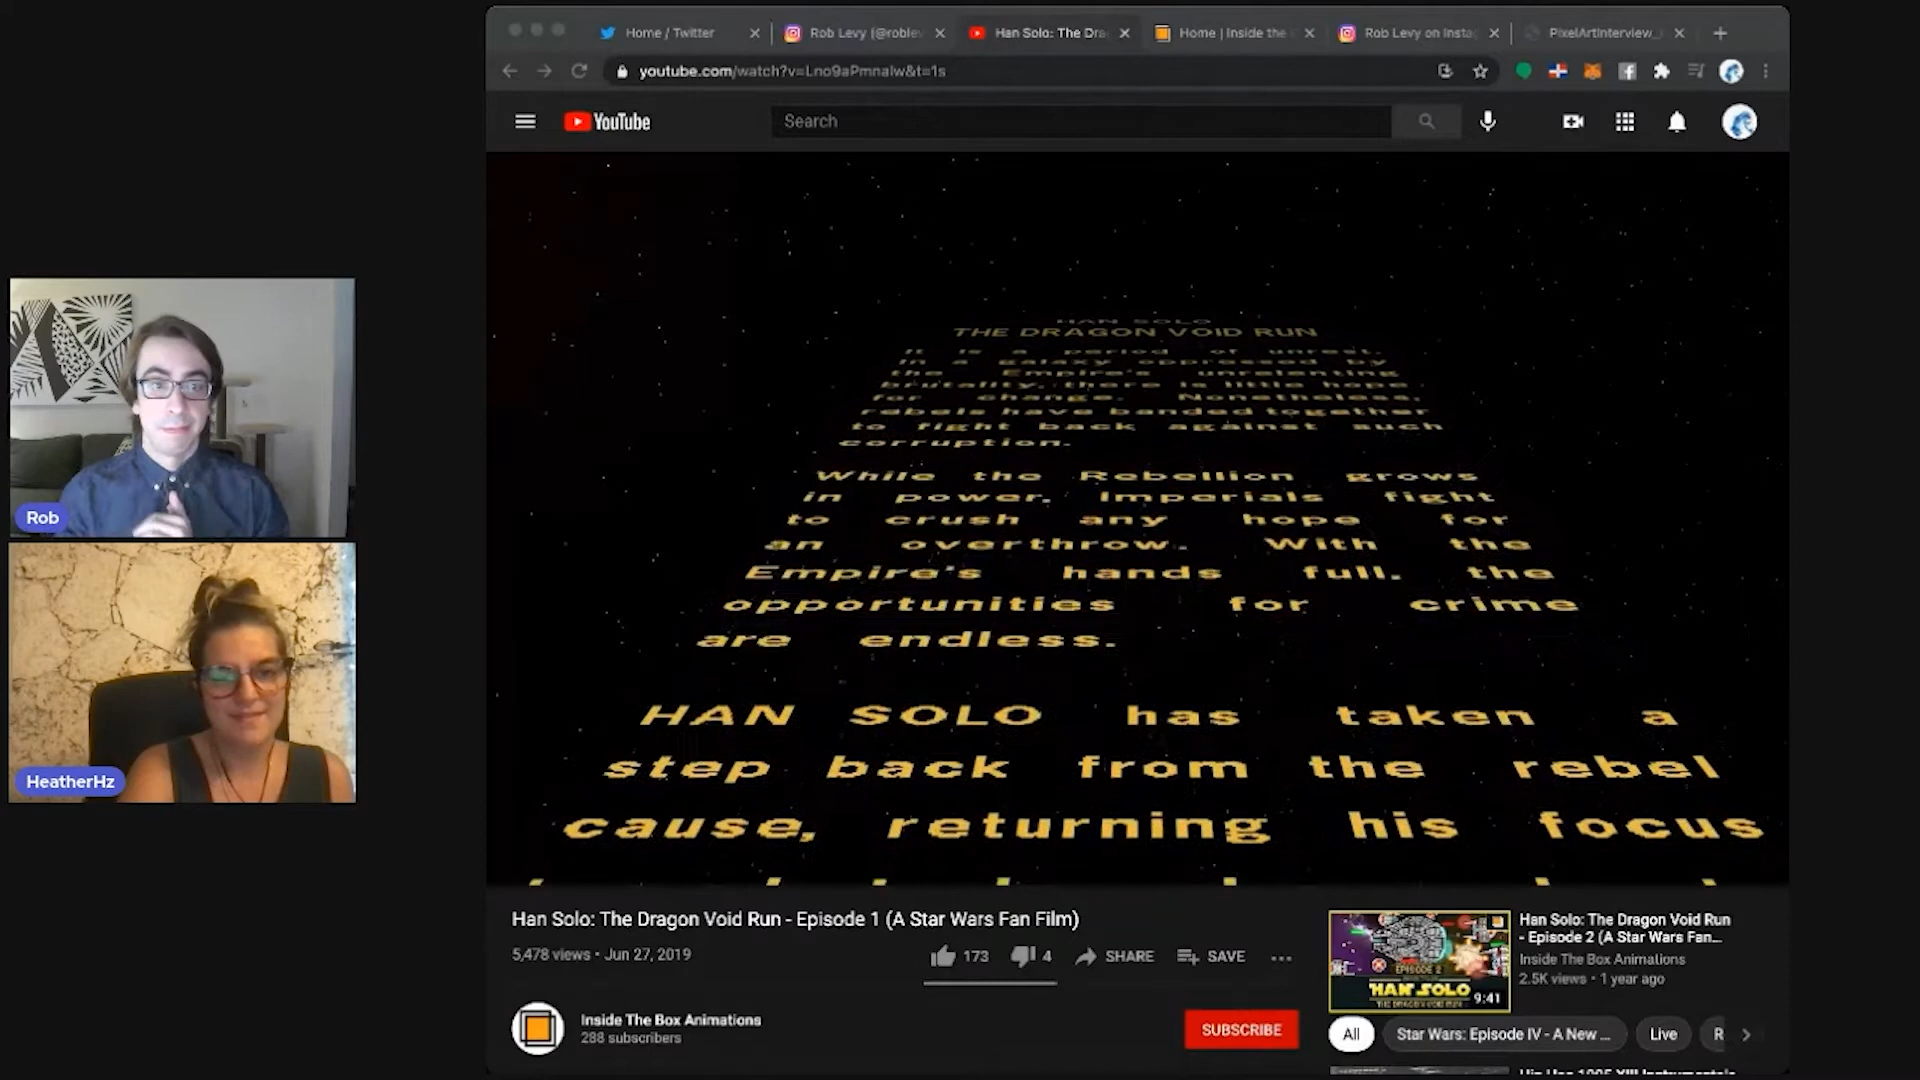 Home / Twitter
Rob Levy (@roble
Han Solo: The Dra
Home | Inside the
Rob Levy on Insta
PixelArtInterview_
youtube.com/watch?v=Lno9aPmnalw&t=1s
YouTube
Search
HAN SOLO
THE DRAGON VOID RUN
It is a period of unrest.
In a galaxy oppressed by
the Empire's unrelenting
brutality, there is little hope
for change. Nonetheless,
rebels have banded together
to fight back against such
corruption.
While the Rebellion grows
in power, Imperials fight
to crush any hope for
an overthrow. With the
Empire's hands full, the
opportunities for crime
are endless.
HAN SOLO has taken a
step back from the rebel
cause, returning his focus
Rob
HeatherHz
Han Solo: The Dragon Void Run - Episode 1 (A Star Wars Fan Film)
5,478 views • Jun 27, 2019
173
4
SHARE
SAVE
Inside The Box Animations
288 subscribers
SUBSCRIBE
EPISODE 2
HAN SOLO
THE DRAGON VOID RUN
9:41
Han Solo: The Dragon Void Run
- Episode 2 (A Star Wars Fan...
Inside The Box Animations
2.5K views • 1 year ago
All
Star Wars: Episode IV - A New ...
Live
R